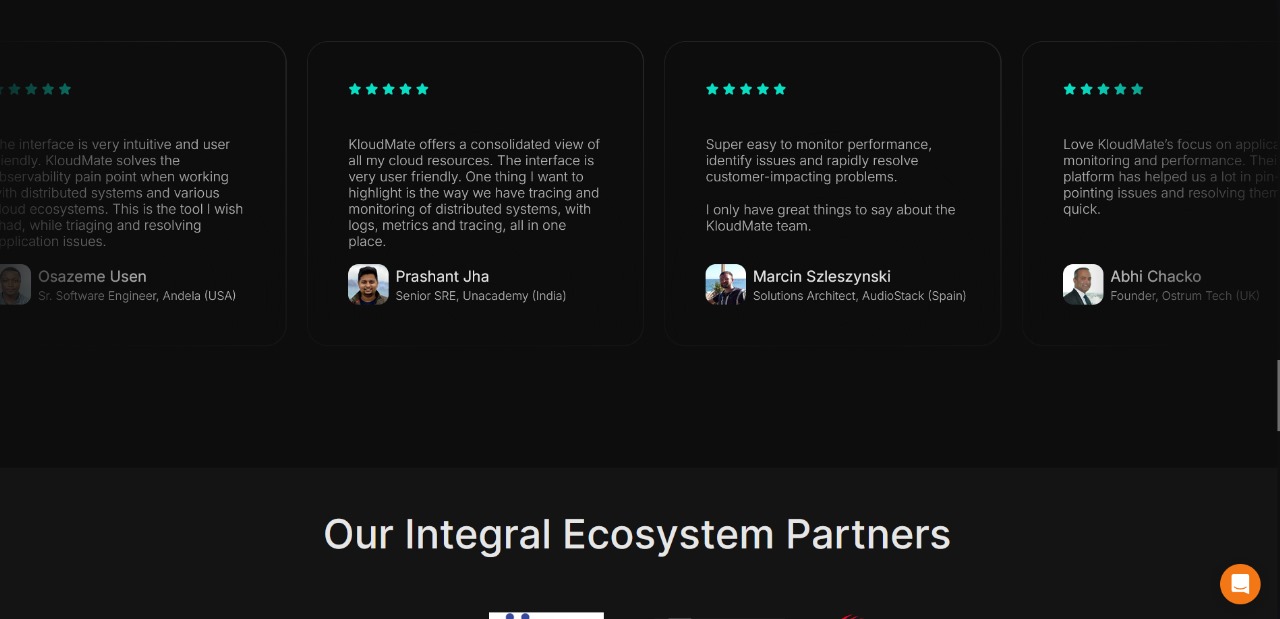 he interface is very intuitive and user
iendly. KloudMate solves the
bservability pain point when working
ith distributed systems and various
loud ecosystems. This is the tool I wish
had, while triaging and resolving
pplication issues.
Osazeme Usen
Sr. Software Engineer, Andela (USA)
KloudMate offers a consolidated view of
all my cloud resources. The interface is
very user friendly. One thing I want to
highlight is the way we have tracing and
monitoring of distributed systems, with
logs, metrics and tracing, all in one
place.
Prashant Jha
Senior SRE, Unacademy (India)
Super easy to monitor performance,
identify issues and rapidly resolve
customer-impacting problems.
I only have great things to say about the
KloudMate team.
Marcin Szleszynski
Solutions Architect, AudioStack (Spain)
Love KloudMate's focus on applica
monitoring and performance. Thei
platform has helped us a lot in pin-
pointing issues and resolving them
quick.
Abhi Chacko
Founder, Ostrum Tech (UK)
Our Integral Ecosystem Partners